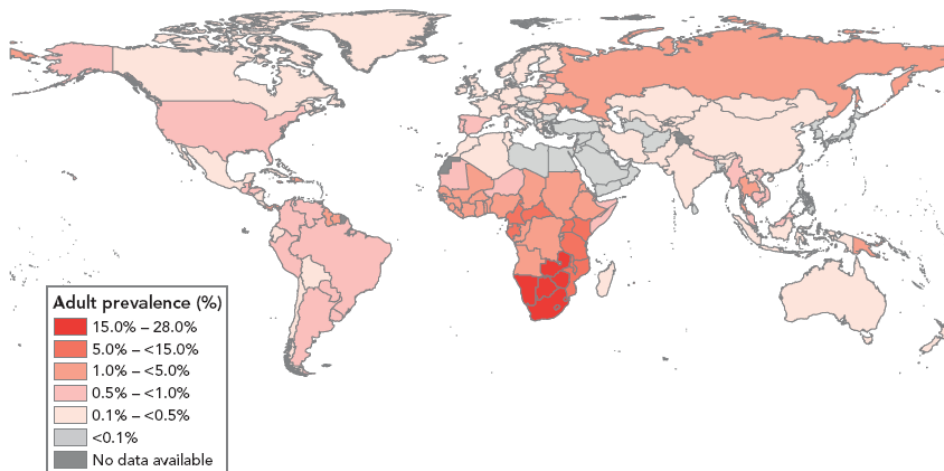 Adult prevalence (%)
15.0% – 28.0%
5.0% – <15.0%
1.0% – <5.0%
0.5% – <1.0%
0.1% – <0.5%
<0.1%
No data available